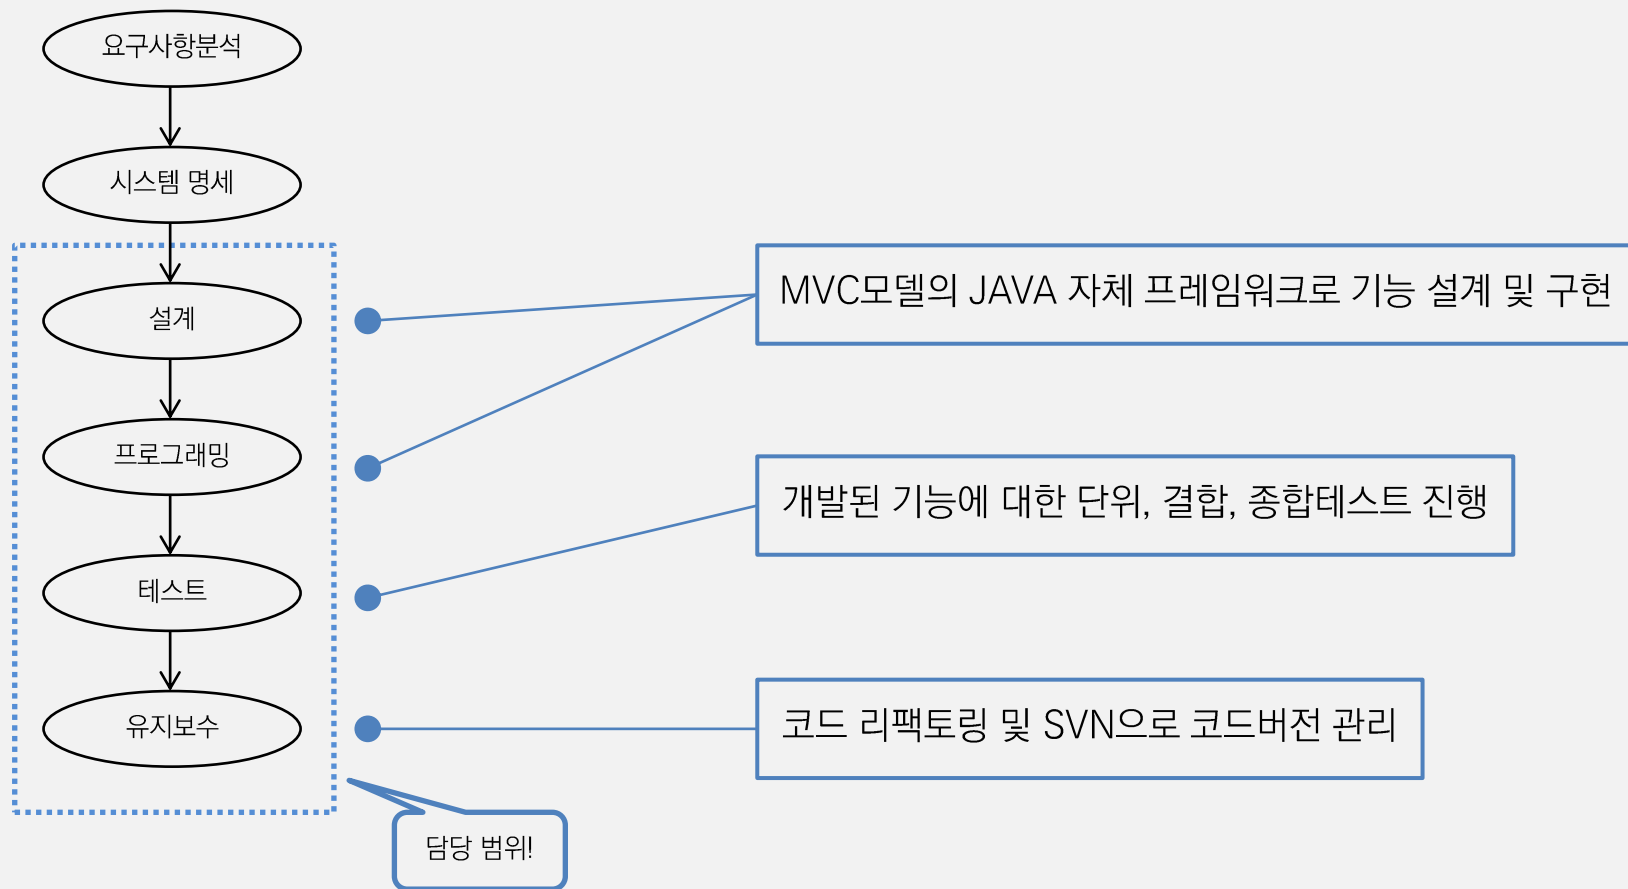 요구사항분석
시스템 명세
설계
MVC모델의 JAVA 자체 프레임워크로 기능 설계 및 구현
프로그래밍
개발된 기능에 대한 단위, 결합, 종합테스트 진행
테스트
유지보수
코드 리팩토링 및 SVN으로 코드버전 관리
담당 범위!